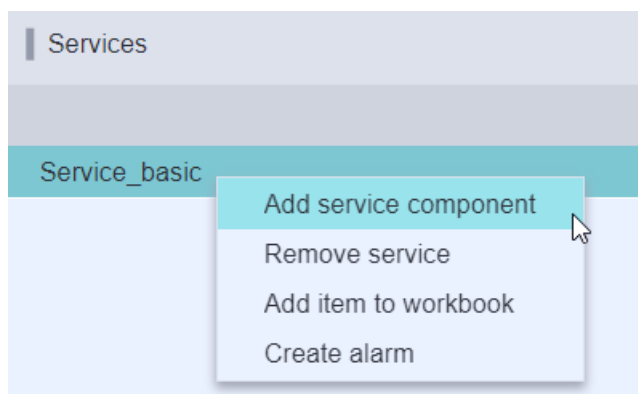 Services
Service_basic
Add service component
Remove service
Add item to workbook
Create alarm